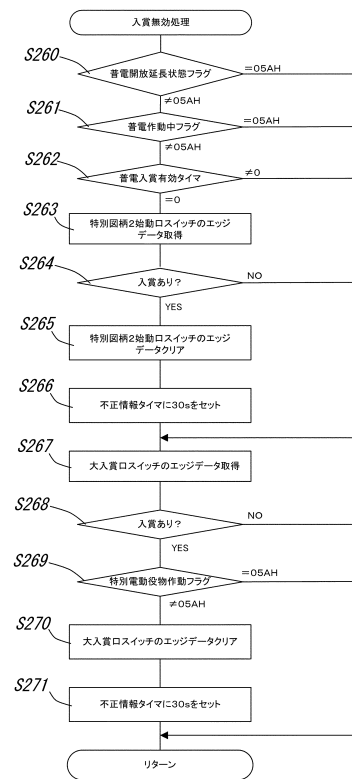 入賞無効処理
S260
普電開放延長状態フラグ
=05AH
≠05AH
S261
普電作動中フラグ
=05AH
≠05AH
S262
普電入賞有効タイマ
≠0
=0
S263
特別図柄2始動口スイッチのエッジ
データ取得
S264
入賞あり?
NO
YES
S265
特別図柄2始動口スイッチのエッジ
データクリア
S266
不正情報タイマに30sをセット
S267
大入賞口スイッチのエッジデータ取得
S268
入賞あり?
NO
YES
S269
特別電動役物作動フラグ
=05AH
≠05AH
S270
大入賞口スイッチのエッジデータクリア
S271
不正情報タイマに30sをセット
リターン